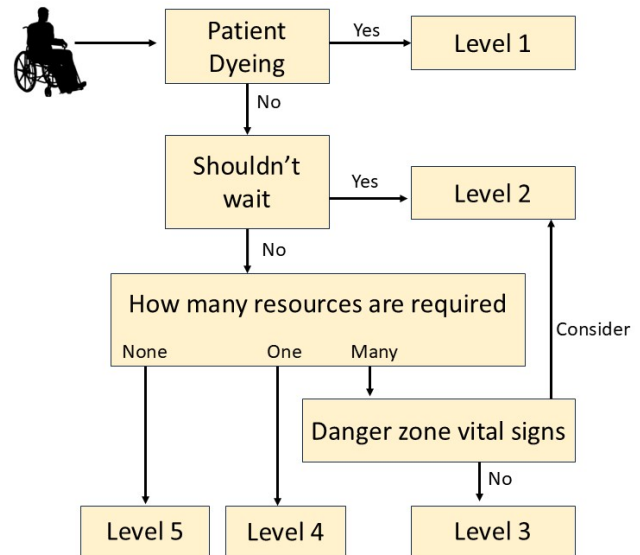 Patient
Dyeing
Yes
Level 1
No
Shouldn't
wait
Yes
Level 2
No
How many resources are required
None
One
Many
Consider
Danger zone vital signs
No
Level 5
Level 4
Level 3